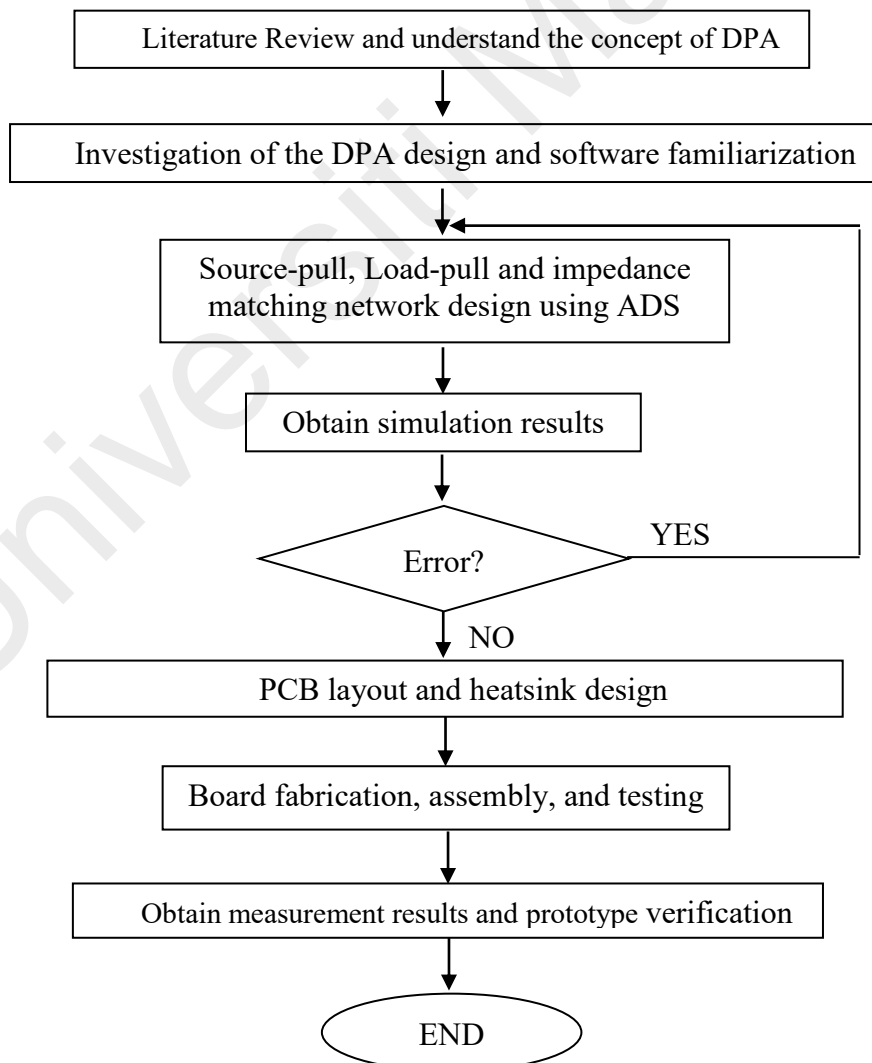 Literature Review and understand the concept of DPA
Investigation of the DPA design and software familiarization
Source-pull, Load-pull and impedance
matching network design using ADS
Obtain simulation results
Error?
YES
NO
PCB layout and heatsink design
Board fabrication, assembly, and testing
Obtain measurement results and prototype verification
END
Universiti Ma